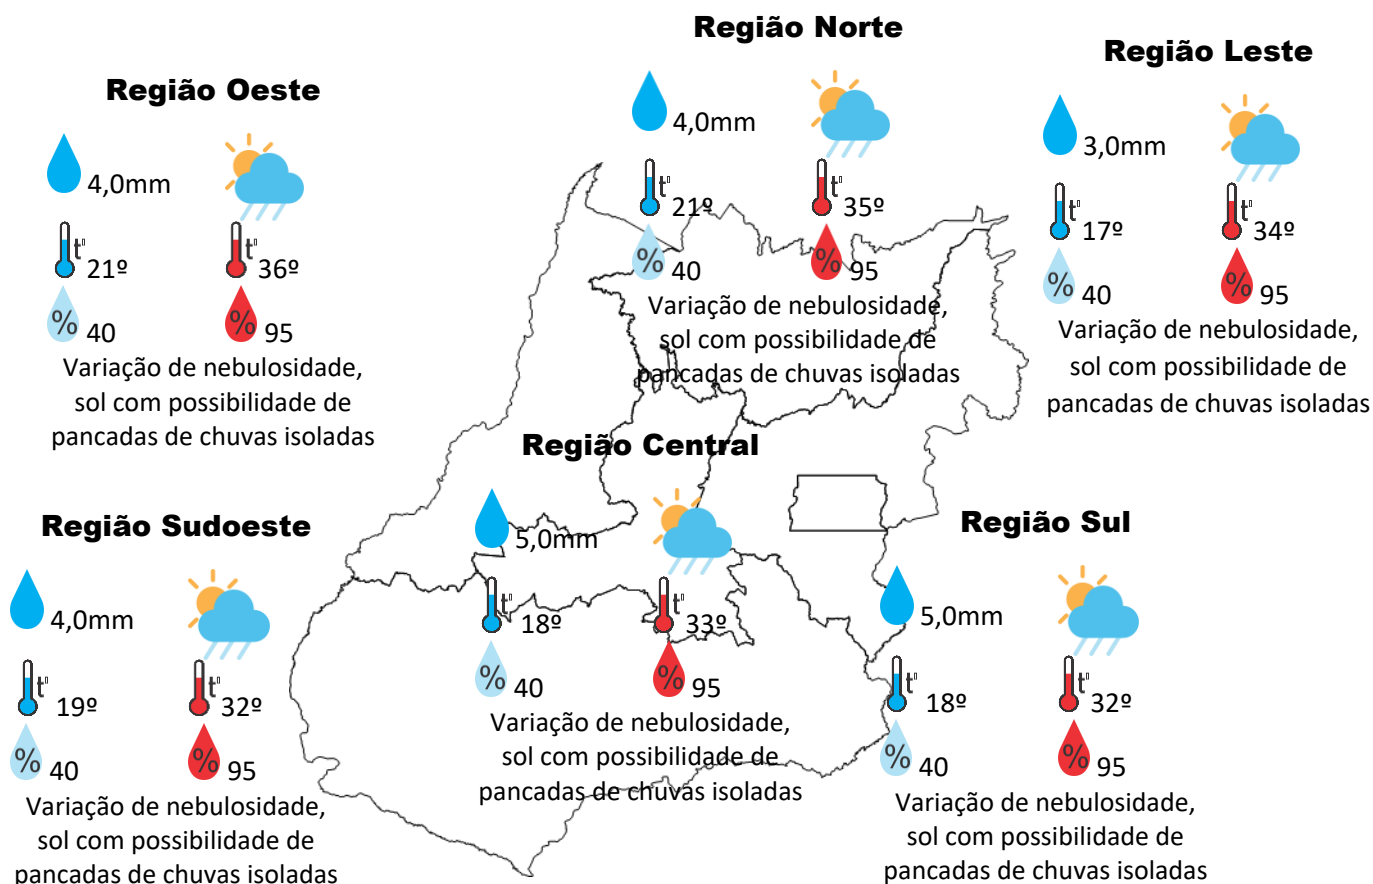 Região Norte
4,0mm
t°
21º
t°
35º
%
40
%
95
Variação de nebulosidade,
sol com possibilidade de
pancadas de chuvas isoladas
Região Leste
3,0mm
t°
17º
t°
34º
%
40
%
95
Variação de nebulosidade,
sol com possibilidade de
pancadas de chuvas isoladas
Região Oeste
4,0mm
t°
21º
t°
36º
%
40
%
95
Variação de nebulosidade,
sol com possibilidade de
pancadas de chuvas isoladas
Região Central
5,0mm
t°
18º
t°
33º
%
40
%
95
Variação de nebulosidade,
sol com possibilidade de
pancadas de chuvas isoladas
Região Sudoeste
4,0mm
t°
19º
t°
32º
%
40
%
95
Variação de nebulosidade,
sol com possibilidade de
pancadas de chuvas isoladas
Região Sul
5,0mm
t°
18º
t°
32º
%
40
%
95
Variação de nebulosidade,
sol com possibilidade de
pancadas de chuvas isoladas